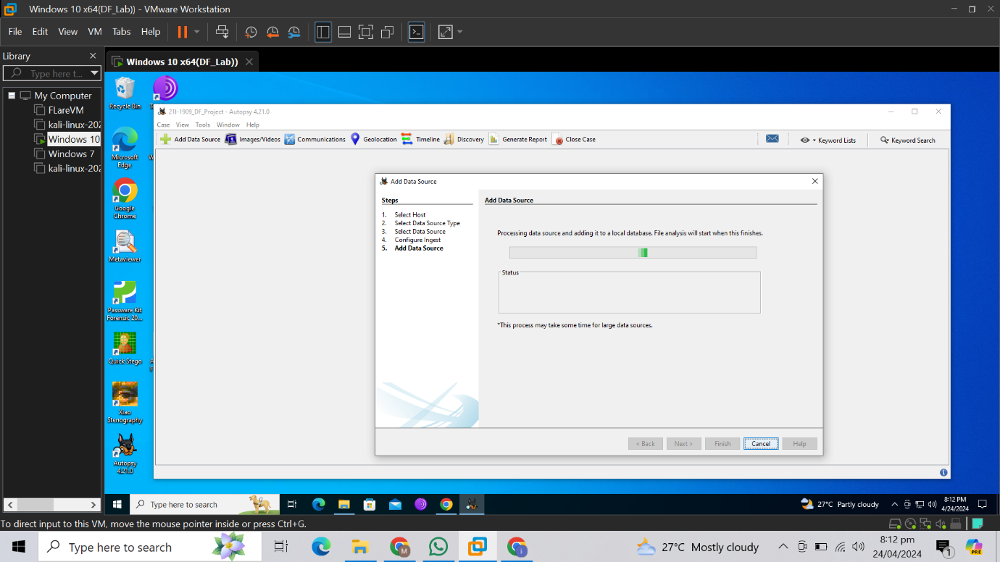 Windows 10 x64(DF_Lab)) - VMware Workstation
File Edit View VM Tabs Help
Library
Type here t...
My Computer
FLareVM
kali-linux-202
Windows 10
Windows 7
kali-linux-202
Windows 10 x64(DF_Lab))
Recycle Bin
Microsoft
Edge
Google
Chrome
Metaviewer
Passware Kit
Forensic 20...
Quick Stego
Xiao
Stenography
Autopsy
4.21.0
21I-1909_DF_Project - Autopsy 4.21.0
Case View Tools Window Help
Add Data Source Images/Videos Communications Geolocation Timeline Discovery Generate Report Close Case Keyword Lists Keyword Search
Add Data Source
Steps
1. Select Host
2. Select Data Source Type
3. Select Data Source
4. Configure Ingest
5. Add Data Source
Add Data Source
Processing data source and adding it to a local database. File analysis will start when this finishes.
Status
*This process may take some time for large data sources.
< Back Next > Finish Cancel Help
Type here to search
27°C Partly cloudy
8:12 PM
4/24/2024
To direct input to this VM, move the mouse pointer inside or press Ctrl+G.
Type here to search
27°C Mostly cloudy
8:12 pm
24/04/2024
1
PRE